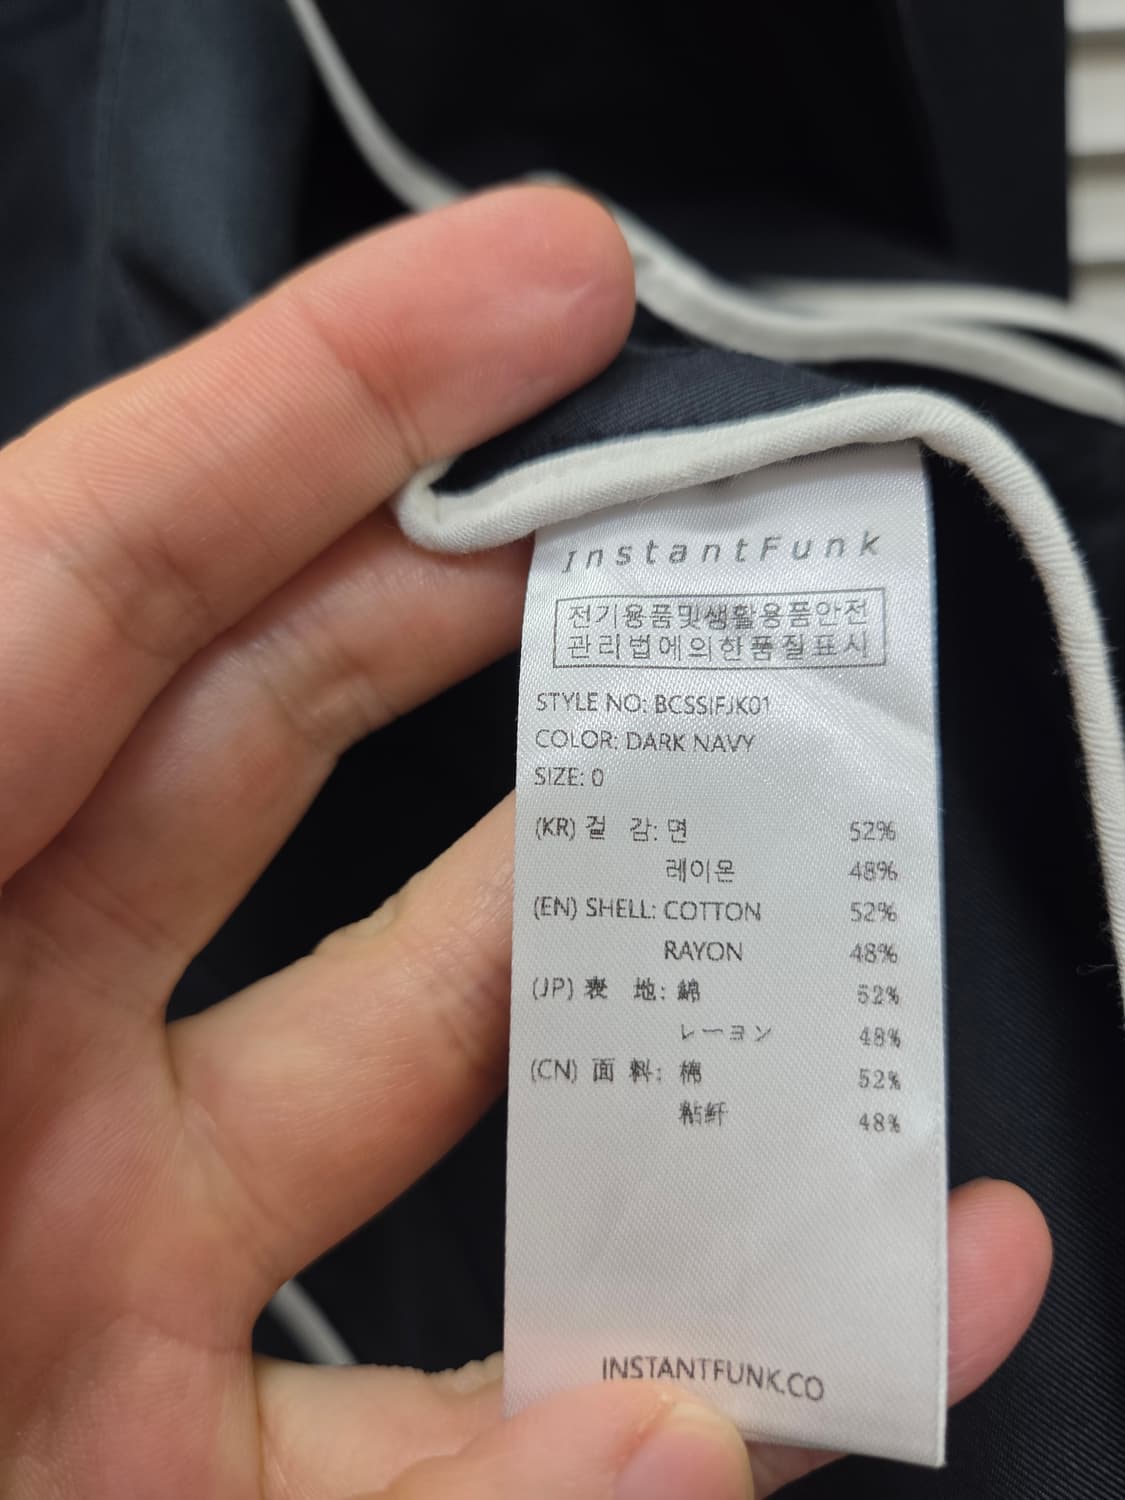 InstantFunk
전기용품및생활용품안전
관리법에의한품질표시
STYLE NO: BCSSIFJK01
COLOR: DARK NAVY
SIZE: 0
(KR) 겉 감: 면 52%
레이온 48%
(EN) SHELL: COTTON 52%
RAYON 48%
(JP) 表 地: 綿 52%
レーヨン 48%
(CN) 面 料: 棉 52%
粘纤 48%
INSTANTFUNK.CO